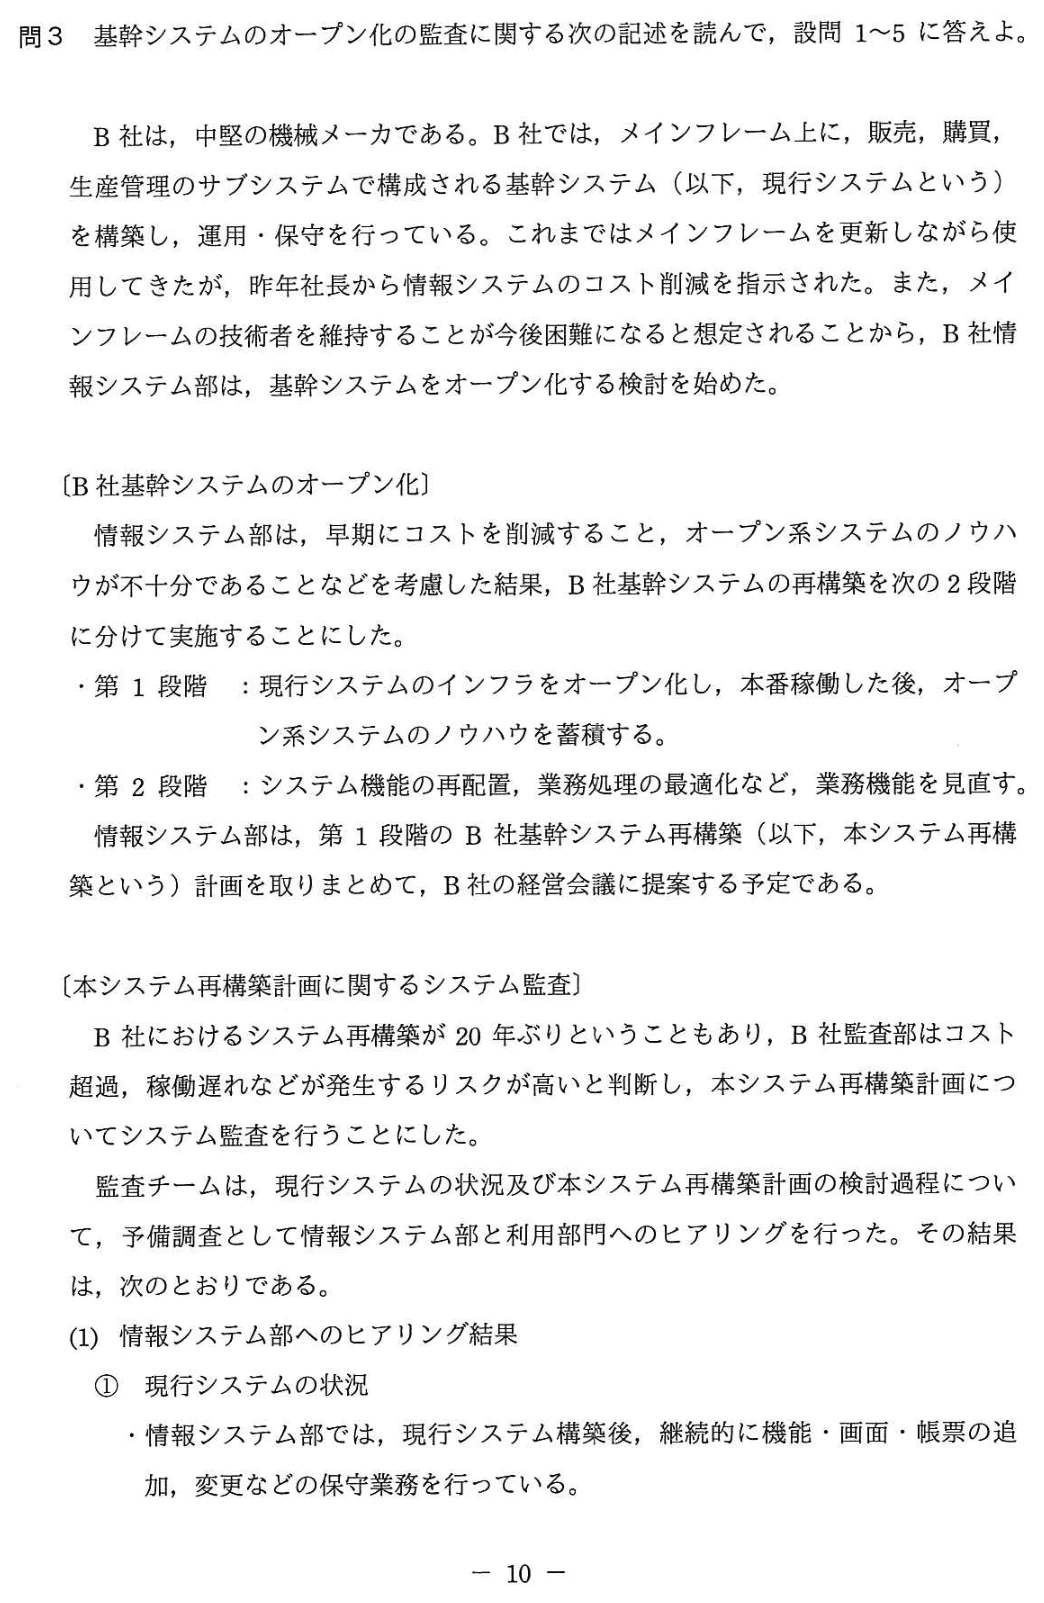 問3 基幹システムのオープン化の監査に関する次の記述を読んで，設問 1～5 に答えよ。
B 社は，中堅の機械メーカである。B 社では，メインフレーム上に，販売，購買，
生産管理のサブシステムで構成される基幹システム（以下，現行システムという）
を構築し，運用・保守を行っている。これまではメインフレームを更新しながら使
用してきたが，昨年社長から情報システムのコスト削減を指示された。また，メイ
ンフレームの技術者を維持することが今後困難になると想定されることから，B 社情
報システム部は，基幹システムをオープン化する検討を始めた。
〔B 社基幹システムのオープン化〕
情報システム部は，早期にコストを削減すること，オープン系システムのノウハ
ウが不十分であることなどを考慮した結果，B 社基幹システムの再構築を次の 2 段階
に分けて実施することにした。
・第 1 段階 ：現行システムのインフラをオープン化し，本番稼働した後，オープ
ン系システムのノウハウを蓄積する。
・第 2 段階 ：システム機能の再配置，業務処理の最適化など，業務機能を見直す。
情報システム部は，第 1 段階の B 社基幹システム再構築（以下，本システム再構
築という）計画を取りまとめて，B 社の経営会議に提案する予定である。
〔本システム再構築計画に関するシステム監査〕
B 社におけるシステム再構築が 20 年ぶりということもあり，B 社監査部はコスト
超過，稼働遅れなどが発生するリスクが高いと判断し，本システム再構築計画につ
いてシステム監査を行うことにした。
監査チームは，現行システムの状況及び本システム再構築計画の検討過程につい
て，予備調査として情報システム部と利用部門へのヒアリングを行った。その結果
は，次のとおりである。
(1) 情報システム部へのヒアリング結果
① 現行システムの状況
・情報システム部では，現行システム構築後，継続的に機能・画面・帳票の追
加，変更などの保守業務を行っている。
－ 10 －